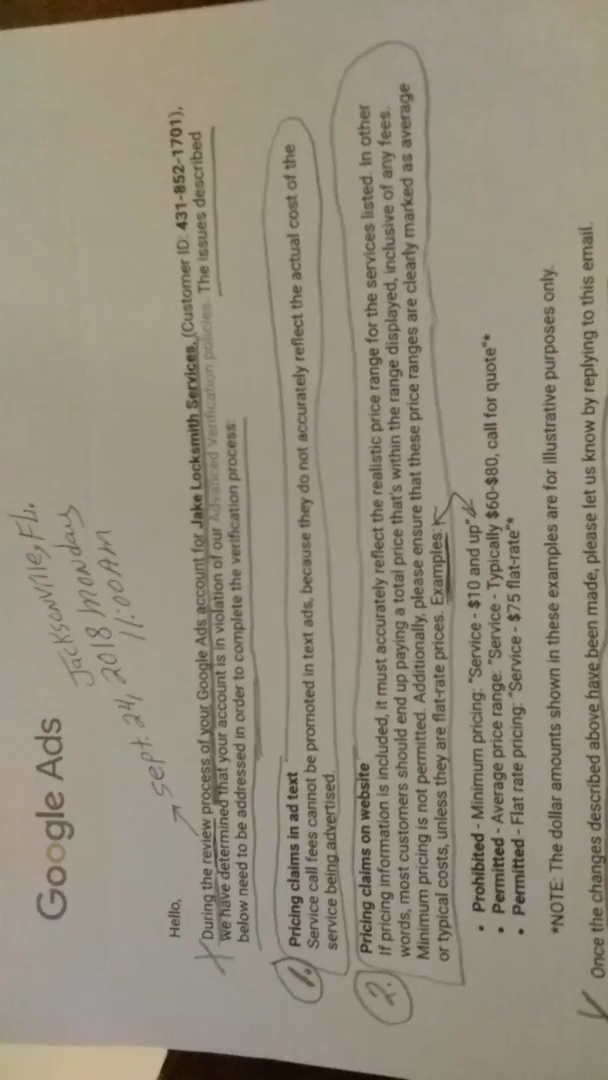 Google Ads
Jacksonville, FL.
Sept. 24, 2018 Monday
11:00AM
Hello,
During the review process of your Google Ads account for Jake Locksmith Services, (Customer ID: 431-852-1701),
we have determined that your account is in violation of our Advanced Verification policies. The issues described
below need to be addressed in order to complete the verification process:
1.
Pricing claims in ad text
Service call fees cannot be promoted in text ads, because they do not accurately reflect the actual cost of the
service being advertised.
2.
Pricing claims on website
If pricing information is included, it must accurately reflect the realistic price range for the services listed. In other
words, most customers should end up paying a total price that's within the range displayed, inclusive of any fees.
Minimum pricing is not permitted. Additionally, please ensure that these price ranges are clearly marked as average
or typical costs, unless they are flat-rate prices. Examples:
• Prohibited - Minimum pricing: "Service - $10 and up"*
• Permitted - Average price range: "Service - Typically $60-$80, call for quote"*
• Permitted - Flat rate pricing: "Service - $75 flat-rate"*
*NOTE: The dollar amounts shown in these examples are for illustrative purposes only.
Once the changes described above have been made, please let us know by replying to this email.